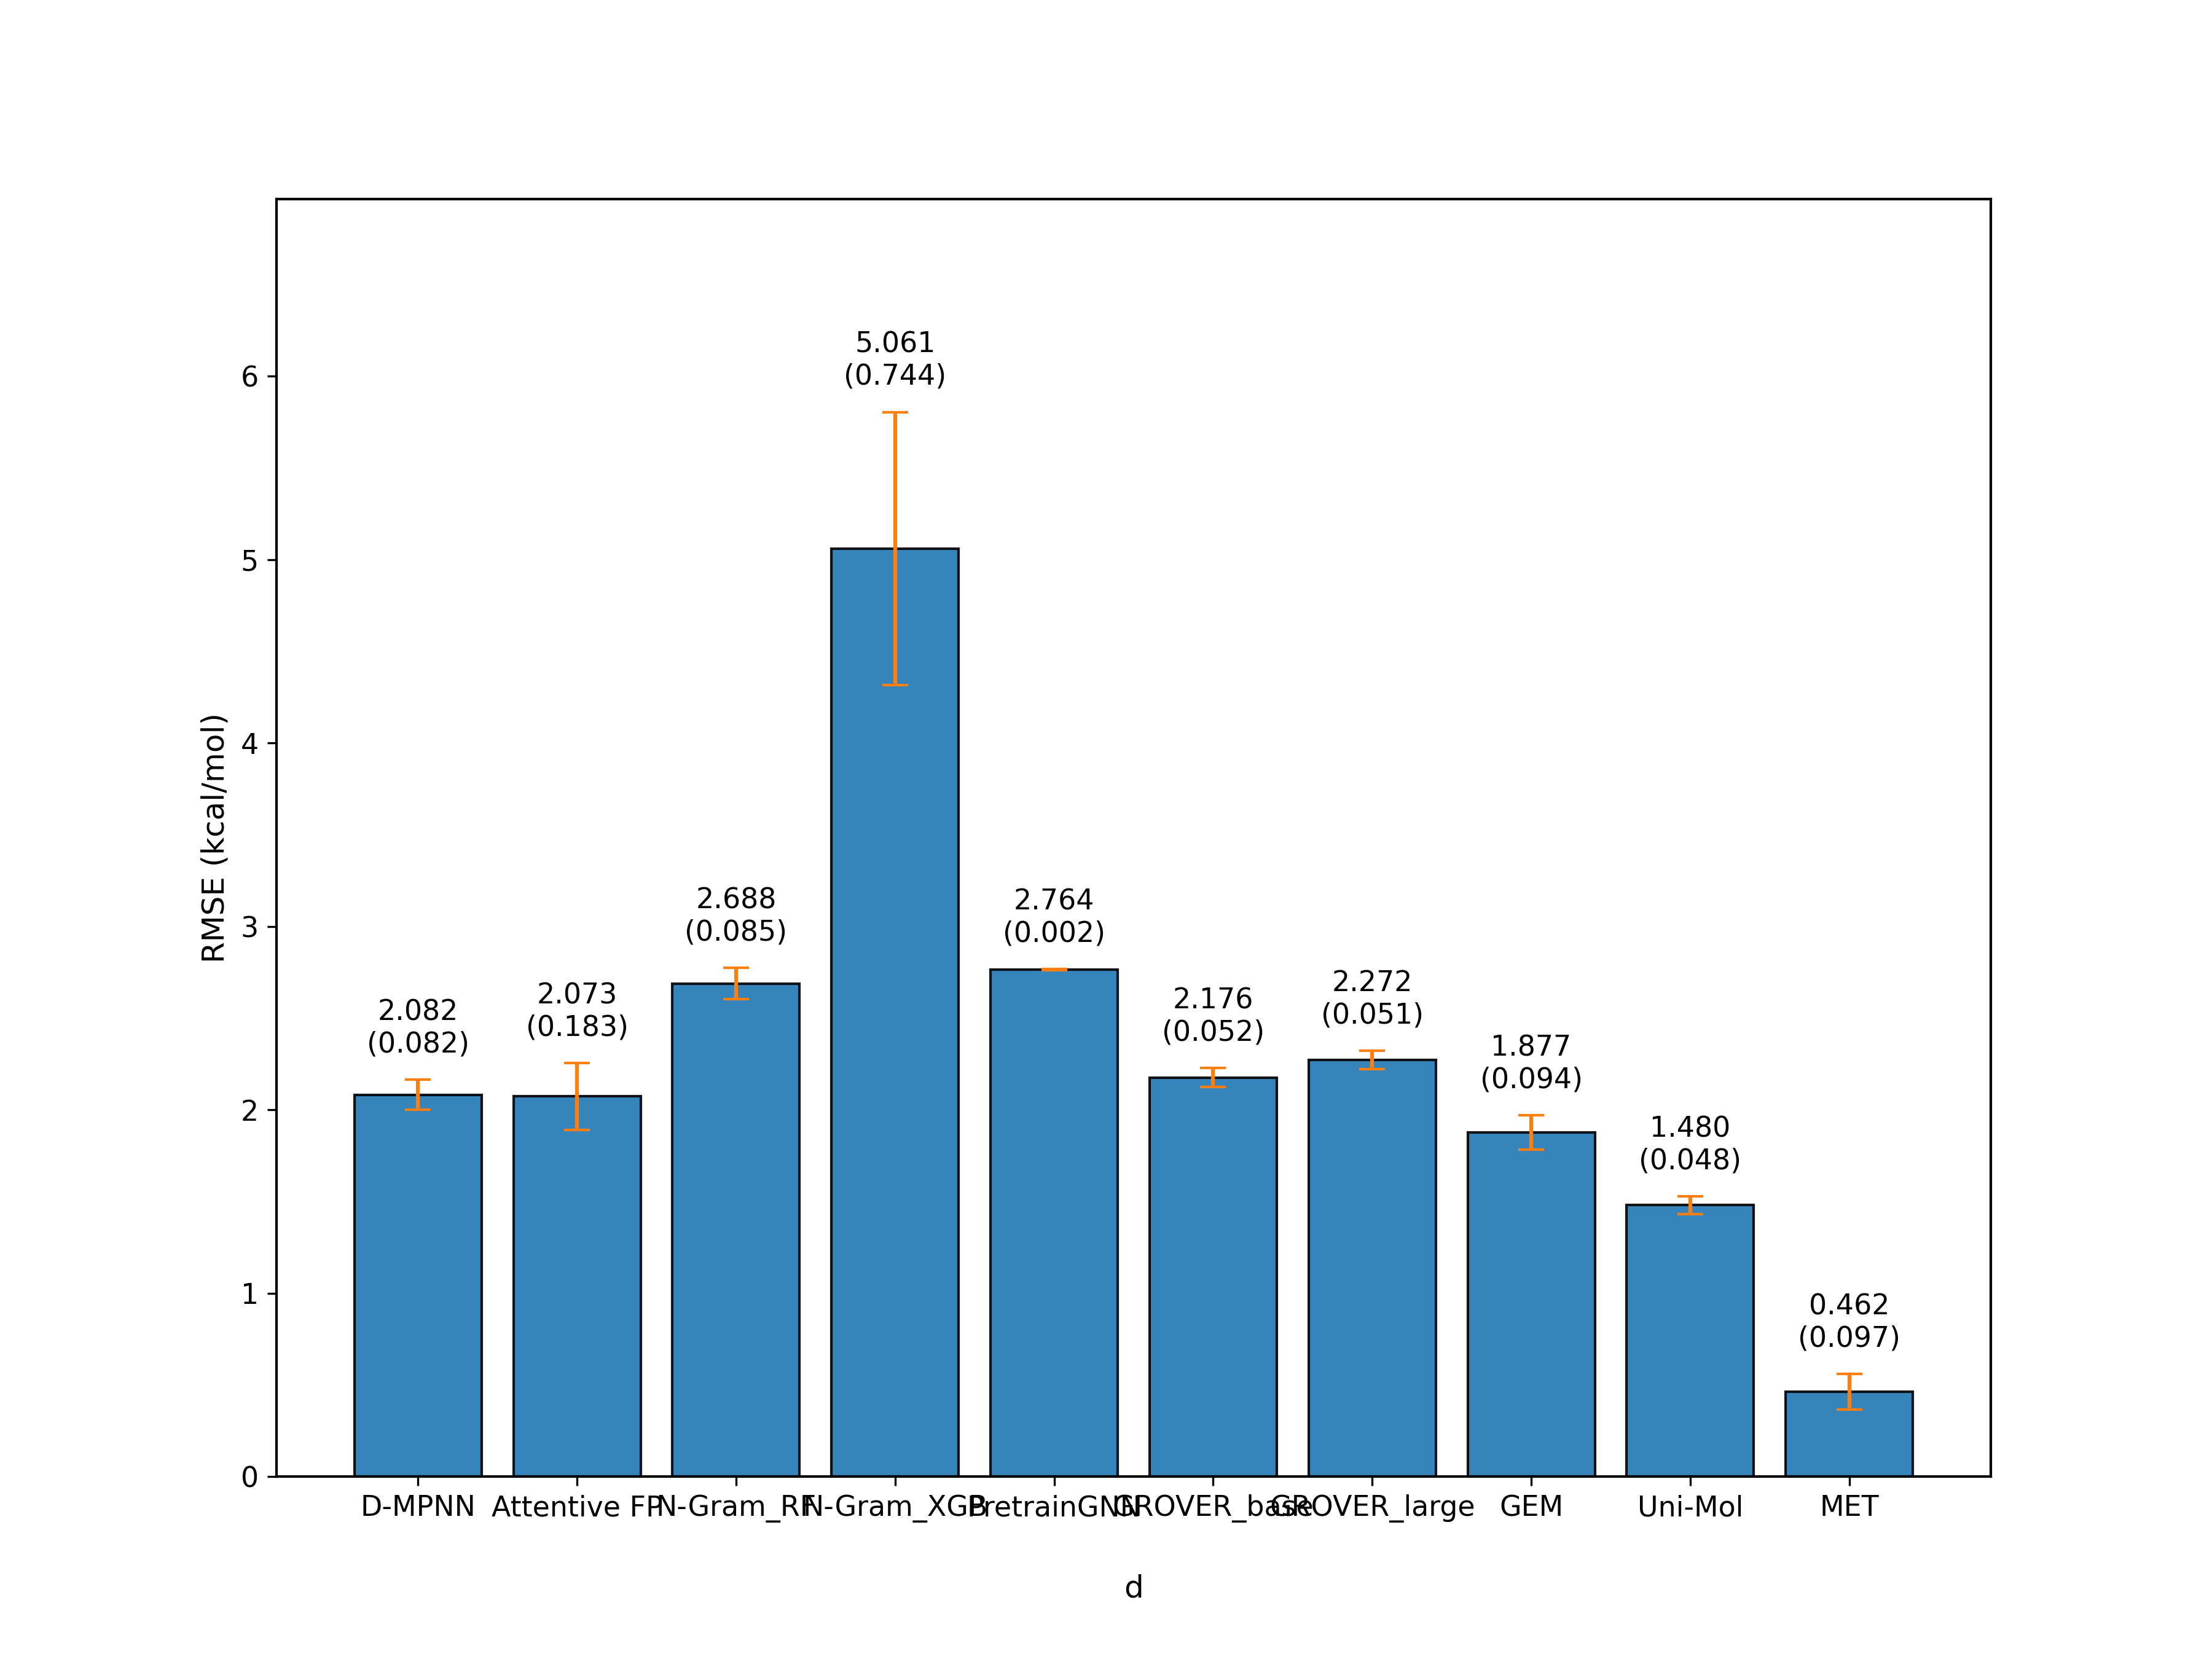 5.061
(0.744)
6
5
4
3
2
1
0
RMSE (kcal/mol)
2.688
(0.085)
2.764
(0.002)
2.082
(0.082)
2.073
(0.183)
2.176
(0.052)
2.272
(0.051)
1.877
(0.094)
1.480
(0.048)
0.462
(0.097)
D-MPNN
Attentive FP
N-Gram_RF
N-Gram_XGB
PretrainGNN
GROVER_base
GROVER_large
GEM
Uni-Mol
MET
d